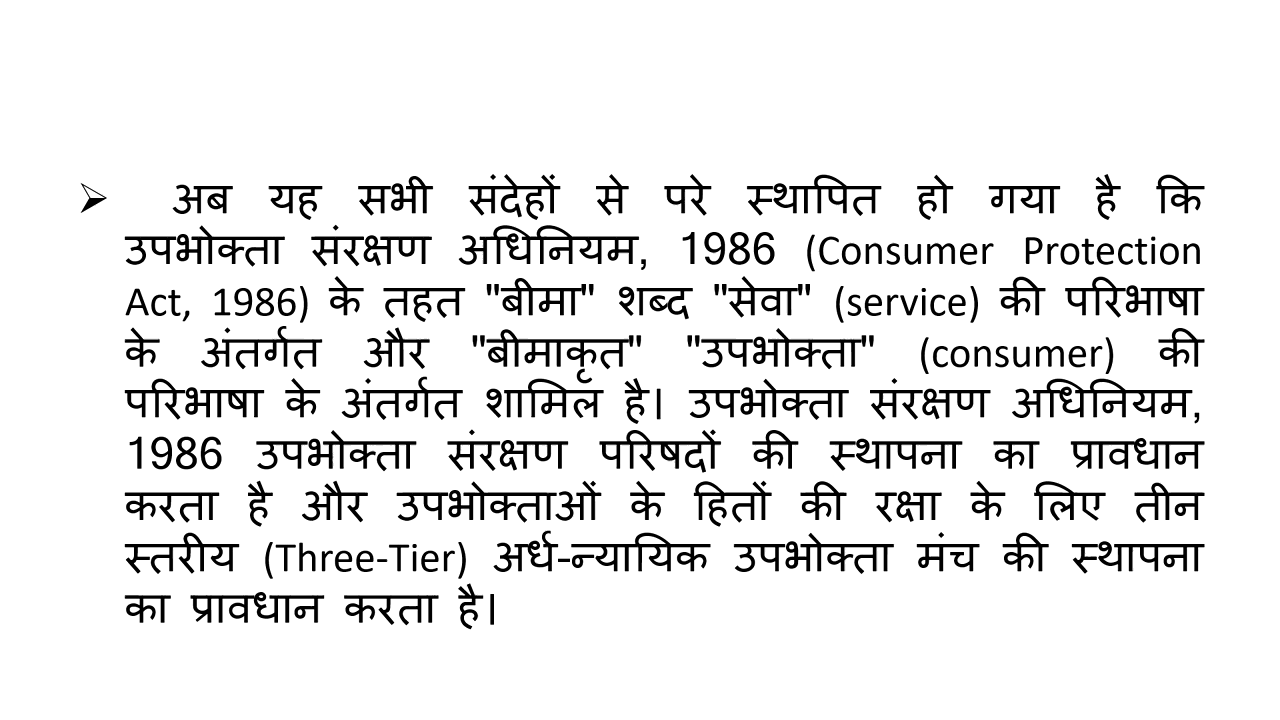 ➢ अब यह सभी संदेहों से परे स्थापित हो गया है कि
उपभोक्ता संरक्षण अधिनियम, 1986 (Consumer Protection
Act, 1986) के तहत "बीमा" शब्द "सेवा" (service) की परिभाषा
के अंतर्गत और "बीमाकृत" "उपभोक्ता" (consumer) की
परिभाषा के अंतर्गत शामिल है। उपभोक्ता संरक्षण अधिनियम,
1986 उपभोक्ता संरक्षण परिषदों की स्थापना का प्रावधान
करता है और उपभोक्ताओं के हितों की रक्षा के लिए तीन
स्तरीय (Three-Tier) अर्ध-न्यायिक उपभोक्ता मंच की स्थापना
का प्रावधान करता है।